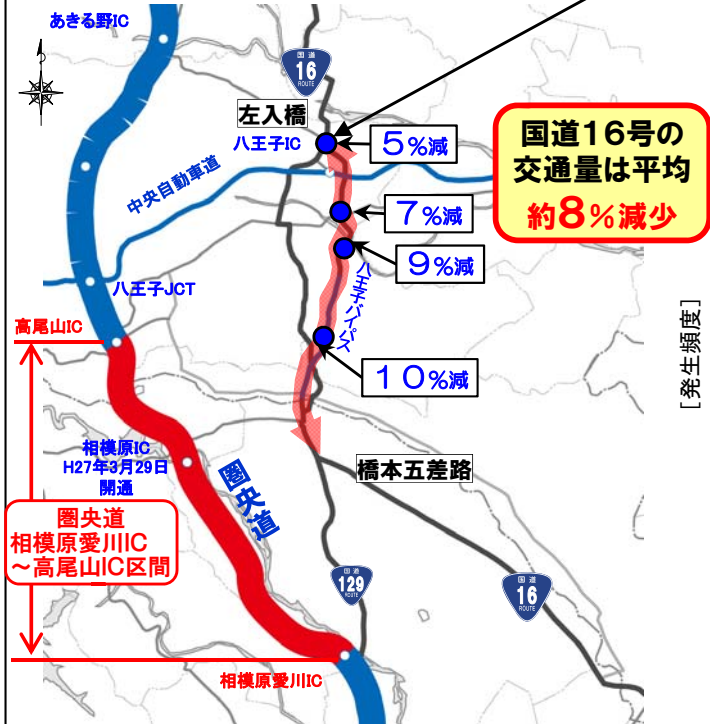 あきる野IC
国道
16
ROUTE
左入橋
八王子IC
5%減
国道16号の
交通量は平均
約8%減少
中央自動車道
7%減
9%減
八王子JCT
八王子バイパス
高尾山IC
10%減
[発生頻度]
相模原IC
H27年3月29日
開通
圏央道
橋本五差路
圏央道
相模原愛川IC
～高尾山IC区間
国道
129
ROUTE
国道
16
ROUTE
相模原愛川IC